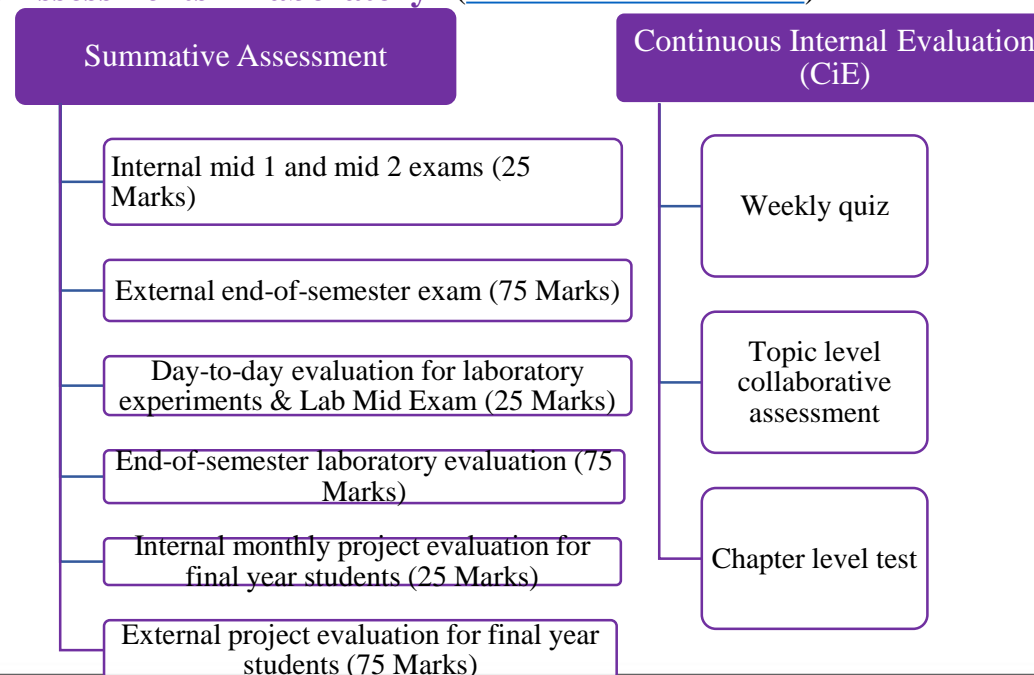 Summative Assessment
Internal mid 1 and mid 2 exams (25
Marks)
External end-of-semester exam (75 Marks)
Day-to-day evaluation for laboratory
experiments & Lab Mid Exam (25 Marks)
End-of-semester laboratory evaluation (75
Marks)
Internal monthly project evaluation for
final year students (25 Marks)
External project evaluation for final year
students (75 Marks)
Continuous Internal Evaluation
(CiE)
Weekly quiz
Topic level
collaborative
assessment
Chapter level test